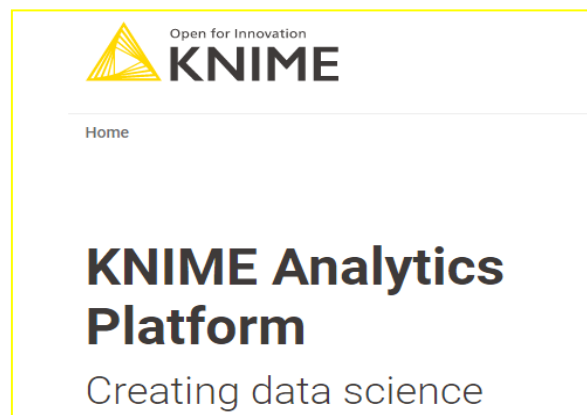 Open for Innovation
KNIME
Home
KNIME Analytics
Platform
Creating data science